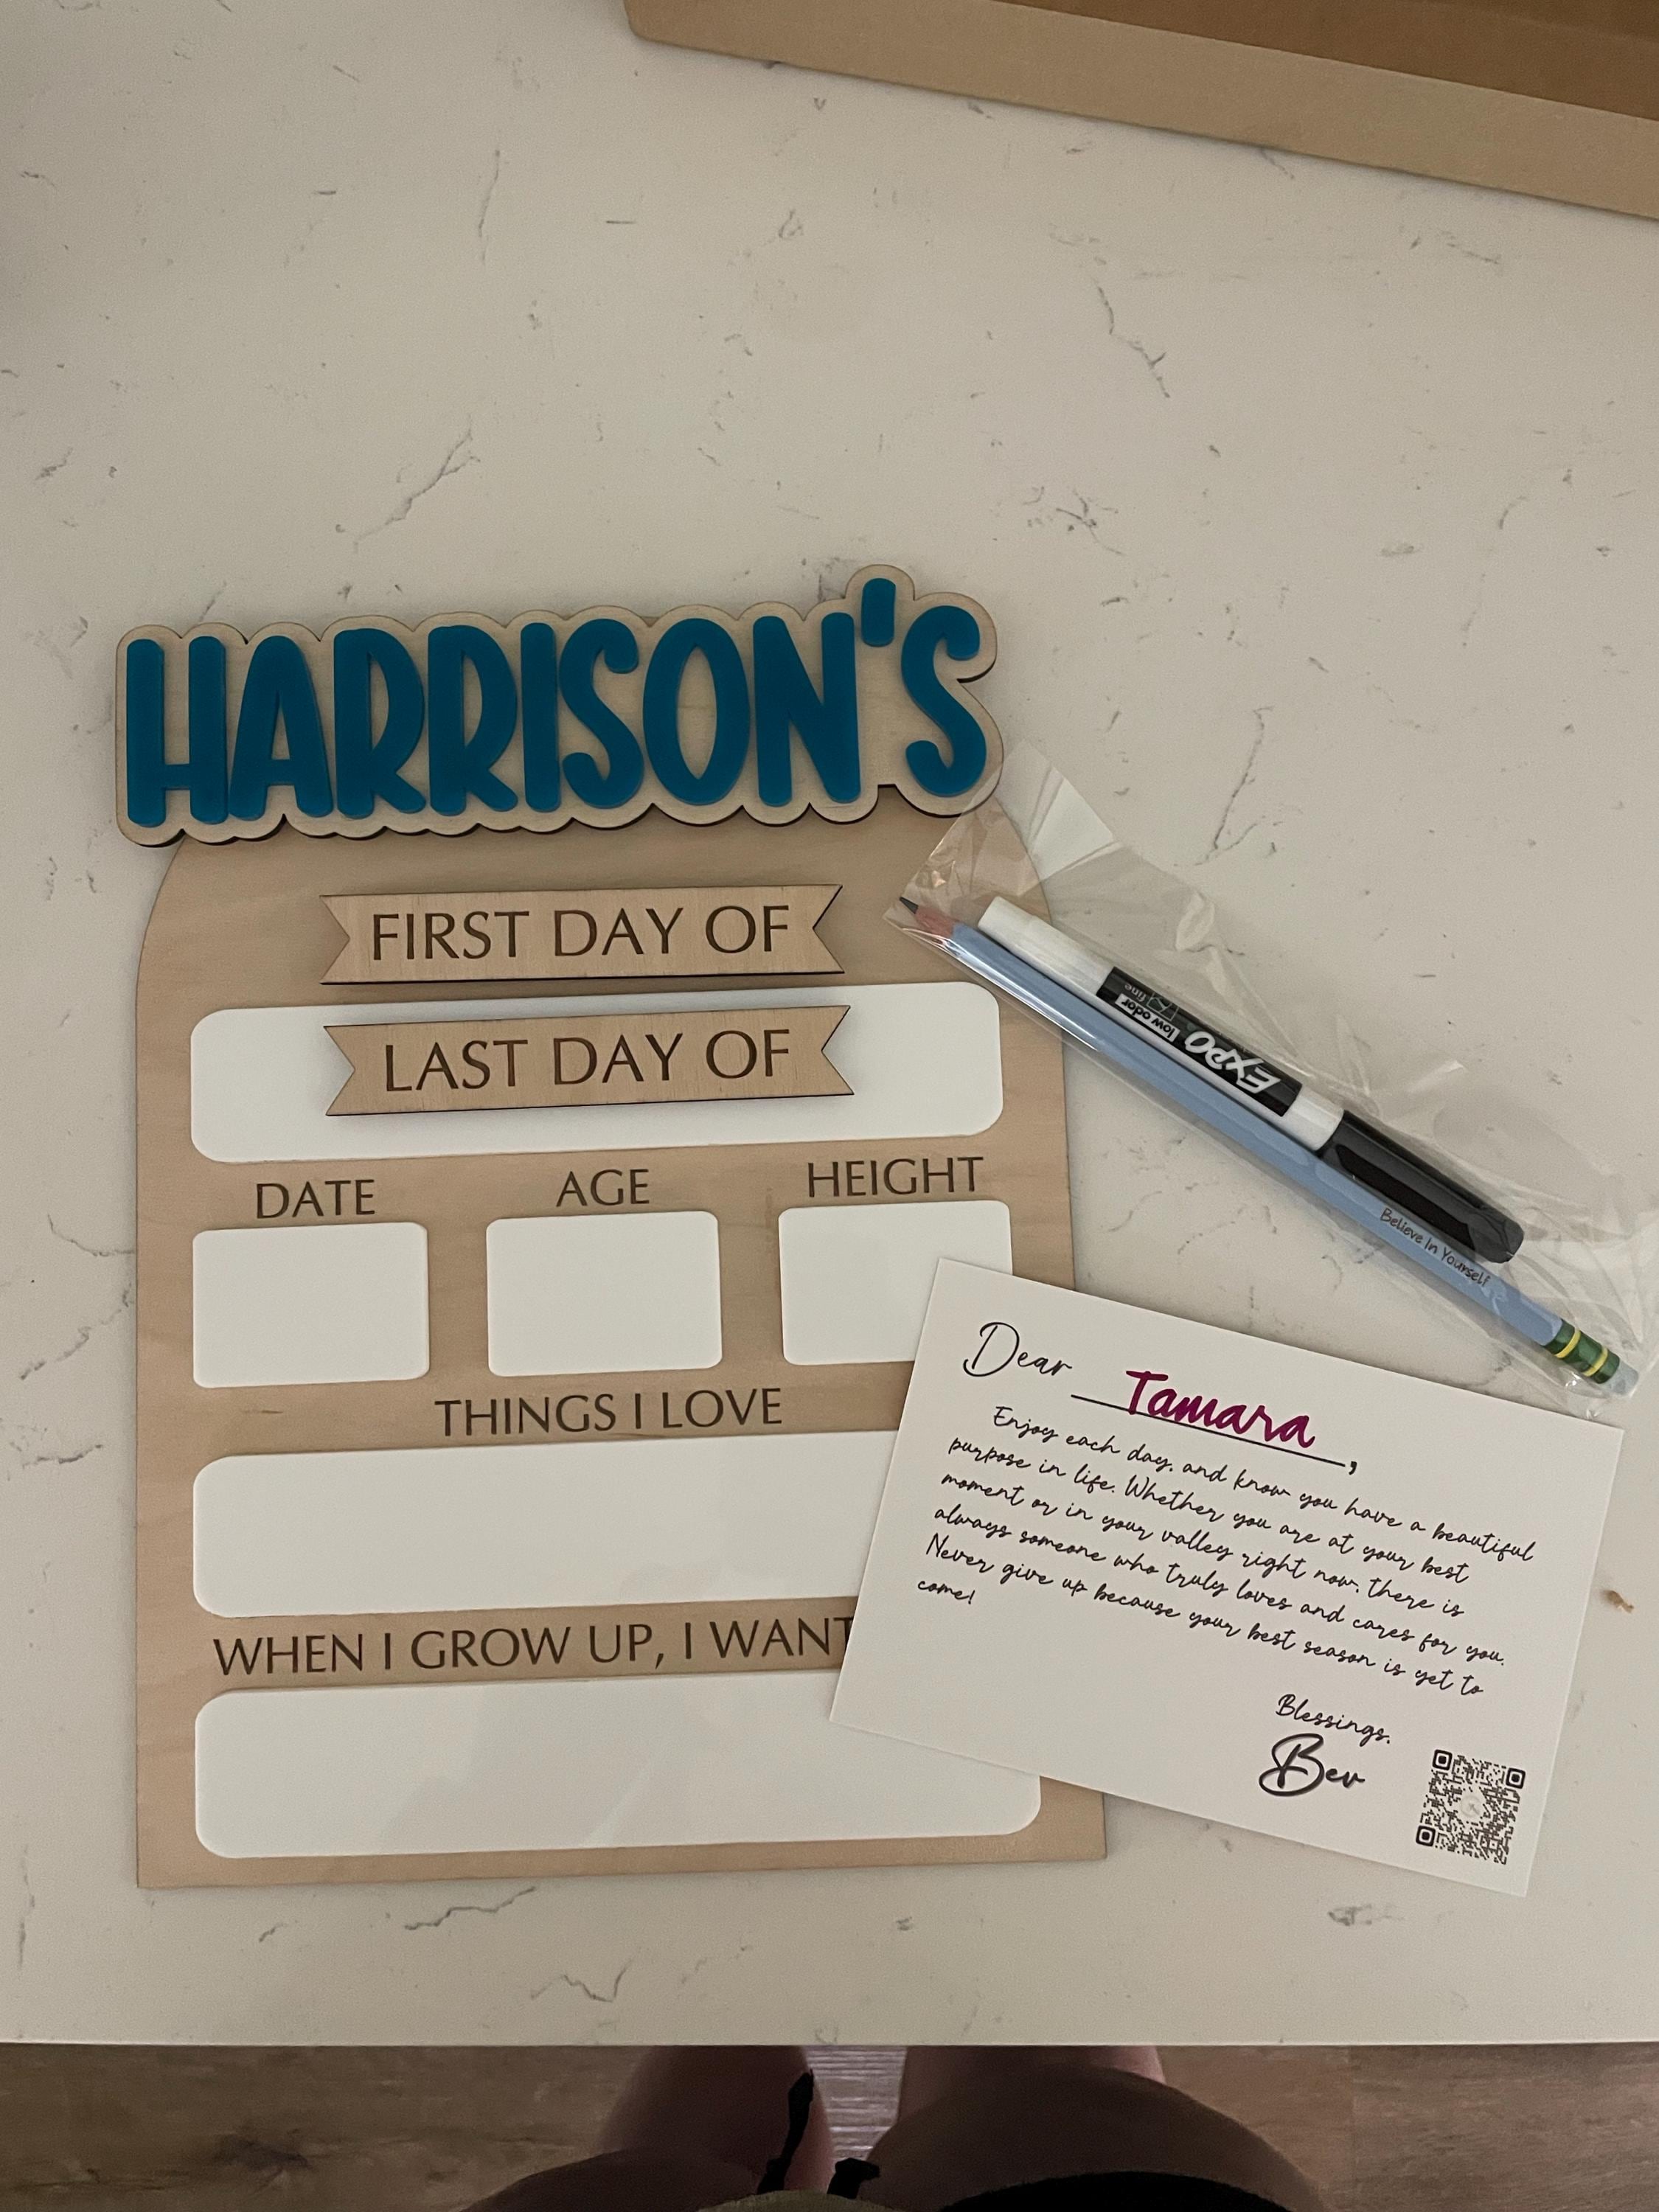 HARRISON'S
FIRST DAY OF
LAST DAY OF
DATE AGE HEIGHT
THINGS I LOVE
WHEN I GROW UP, I WANT
EXPO
low odor
fine
Believe In Yourself
Dear Tamara,
Enjoy each day, and know you have a beautiful
purpose in life. Whether you are at your best
moment or in your valley right now, there is
always someone who truly loves and cares for you.
Never give up because your best season is yet to
come!
Blessings,
Bev